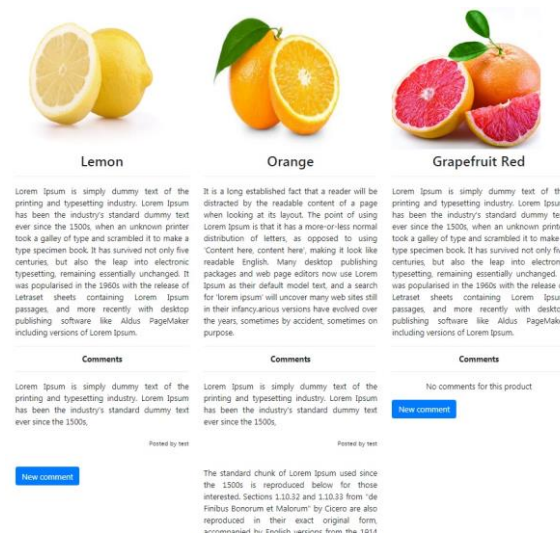 Lemon
Lorem Ipsum is simply dummy text of the
printing and typesetting industry. Lorem Ipsum
has been the industry's standard dummy text
ever since the 1500s, when an unknown printer
took a galley of type and scrambled it to make a
type specimen book. It has survived not only five
centuries, but also the leap into electronic
typesetting, remaining essentially unchanged. It
was popularised in the 1960s with the release of
Letraset sheets containing Lorem Ipsum
passages, and more recently with desktop
publishing software like Aldus PageMaker
including versions of Lorem Ipsum.
Comments
Lorem Ipsum is simply dummy text of the
printing and typesetting industry. Lorem Ipsum
has been the industry's standard dummy text
ever since the 1500s,
Posted by test
New comment
Orange
It is a long established fact that a reader will be
distracted by the readable content of a page
when looking at its layout. The point of using
Lorem Ipsum is that it has a more-or-less normal
distribution of letters, as opposed to using
'Content here, content here', making it look like
readable English. Many desktop publishing
packages and web page editors now use Lorem
Ipsum as their default model text, and a search
for 'lorem ipsum' will uncover many web sites still
in their infancy.arious versions have evolved over
the years, sometimes by accident, sometimes on
purpose.
Comments
Lorem Ipsum is simply dummy text of the
printing and typesetting industry. Lorem Ipsum
has been the industry's standard dummy text
ever since the 1500s,
Posted by test
The standard chunk of Lorem Ipsum used since
the 1500s is reproduced below for those
interested. Sections 1.10.32 and 1.10.33 from "de
Finibus Bonorum et Malorum" by Cicero are also
reproduced in their exact original form,
accompanied by English versions from the 1914
Grapefruit Red
Lorem Ipsum is simply dummy text of th
printing and typesetting industry. Lorem Ipsu
has been the industry's standard dummy te
ever since the 1500s, when an unknown print
took a galley of type and scrambled it to make
type specimen book. It has survived not only fiv
centuries, but also the leap into electron
typesetting, remaining essentially unchanged.
was popularised in the 1960s with the release
Letraset sheets containing Lorem Ipsu
passages, and more recently with deskto
publishing software like Aldus PageMake
including versions of Lorem Ipsum.
Comments
No comments for this product
New comment